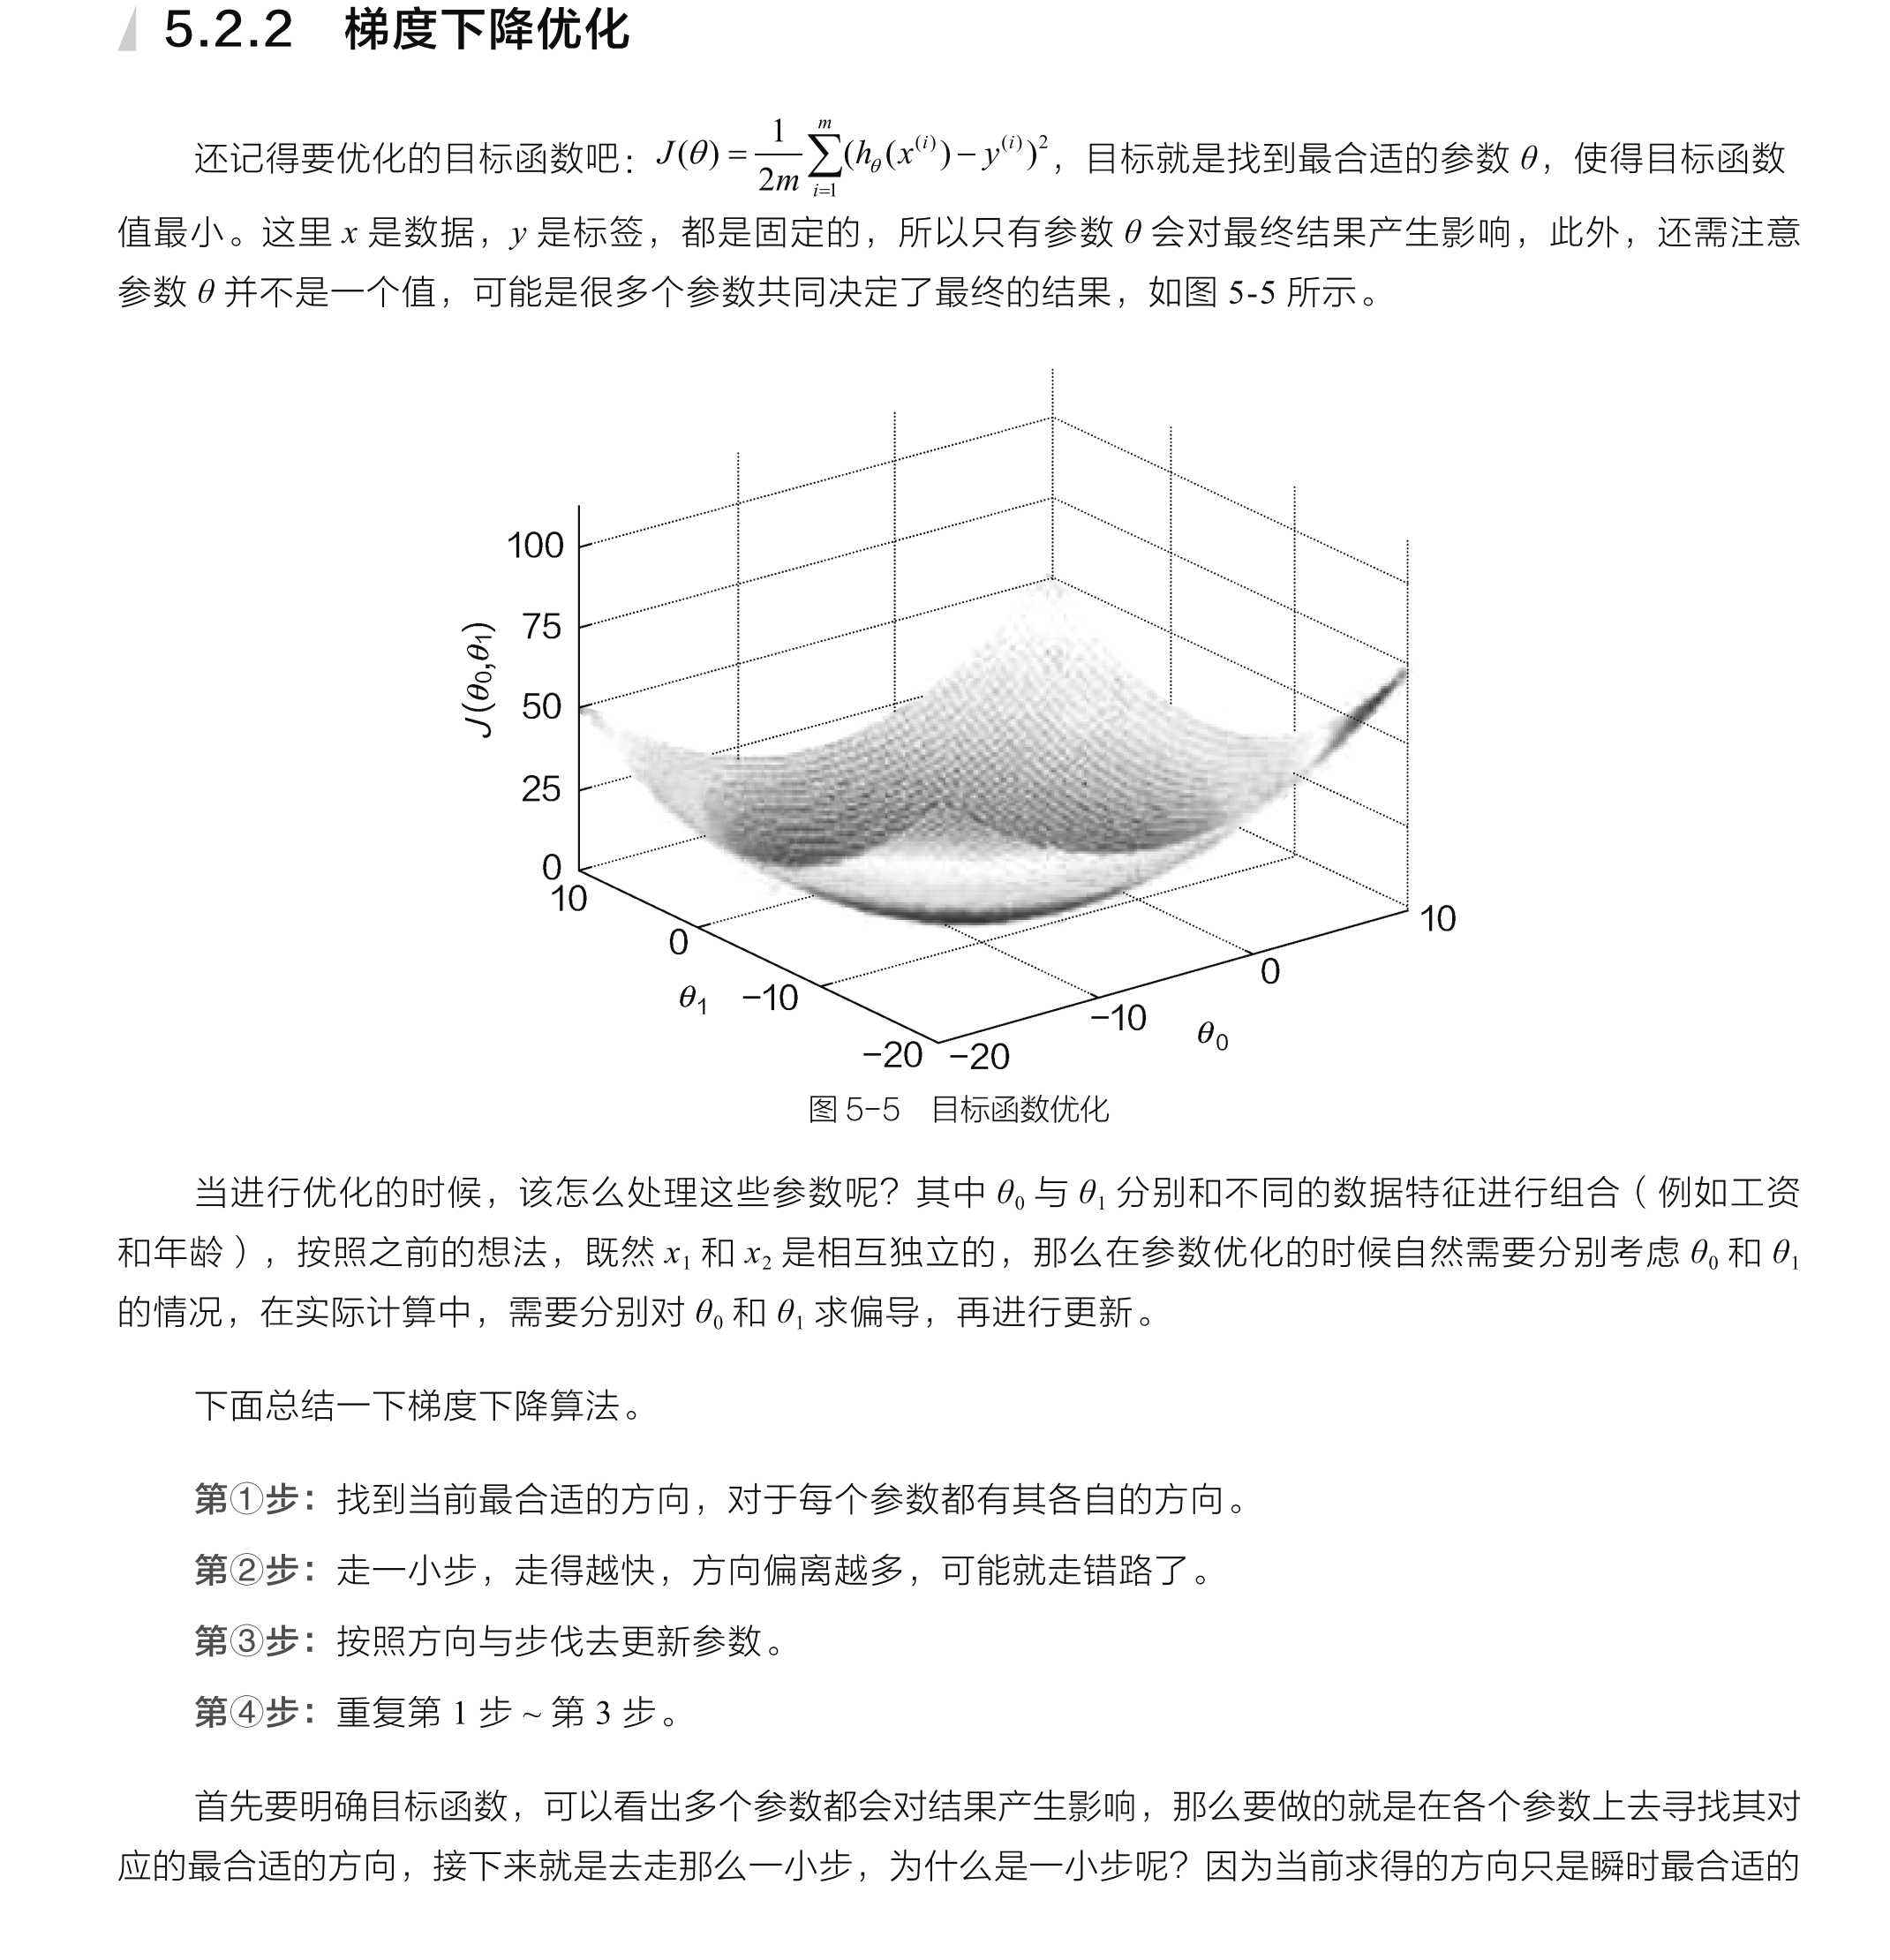 5.2.2 梯度下降优化
还记得要优化的目标函数吧：J(θ) = \frac{1}{2m} \sum_{i=1}^{m} (h_θ(x^{(i)}) − y^{(i)})^2，目标就是找到最合适的参数 θ，使得目标函数
值最小。这里 x 是数据，y 是标签，都是固定的，所以只有参数 θ 会对最终结果产生影响，此外，还需注意
参数 θ 并不是一个值，可能是很多个参数共同决定了最终的结果，如图 5-5 所示。
100
75
50
25
0
J(θ₀,θ₁)
10
0
−10
−20
θ₁
−20
−10
0
10
θ₀
图 5-5 目标函数优化
当进行优化的时候，该怎么处理这些参数呢？其中 θ₀ 与 θ₁ 分别和不同的数据特征进行组合（例如工资
和年龄），按照之前的想法，既然 x₁ 和 x₂ 是相互独立的，那么在参数优化的时候自然需要分别考虑 θ₀ 和 θ₁
的情况，在实际计算中，需要分别对 θ₀ 和 θ₁ 求偏导，再进行更新。
下面总结一下梯度下降算法。
第①步：找到当前最合适的方向，对于每个参数都有其各自的方向。
第②步：走一小步，走得越快，方向偏离越多，可能就走错路了。
第③步：按照方向与步伐去更新参数。
第④步：重复第 1 步 ~ 第 3 步。
首先要明确目标函数，可以看出多个参数都会对结果产生影响，那么要做的就是在各个参数上去寻找其对
应的最合适的方向，接下来就是去走那么一小步，为什么是一小步呢？因为当前求得的方向只是瞬时最合适的